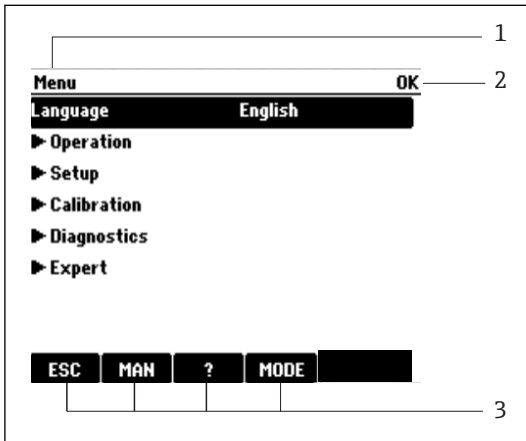 1
Menu OK 2
Language English
Operation
Setup
Calibration
Diagnostics
Expert
ESC MAN ? MODE
3